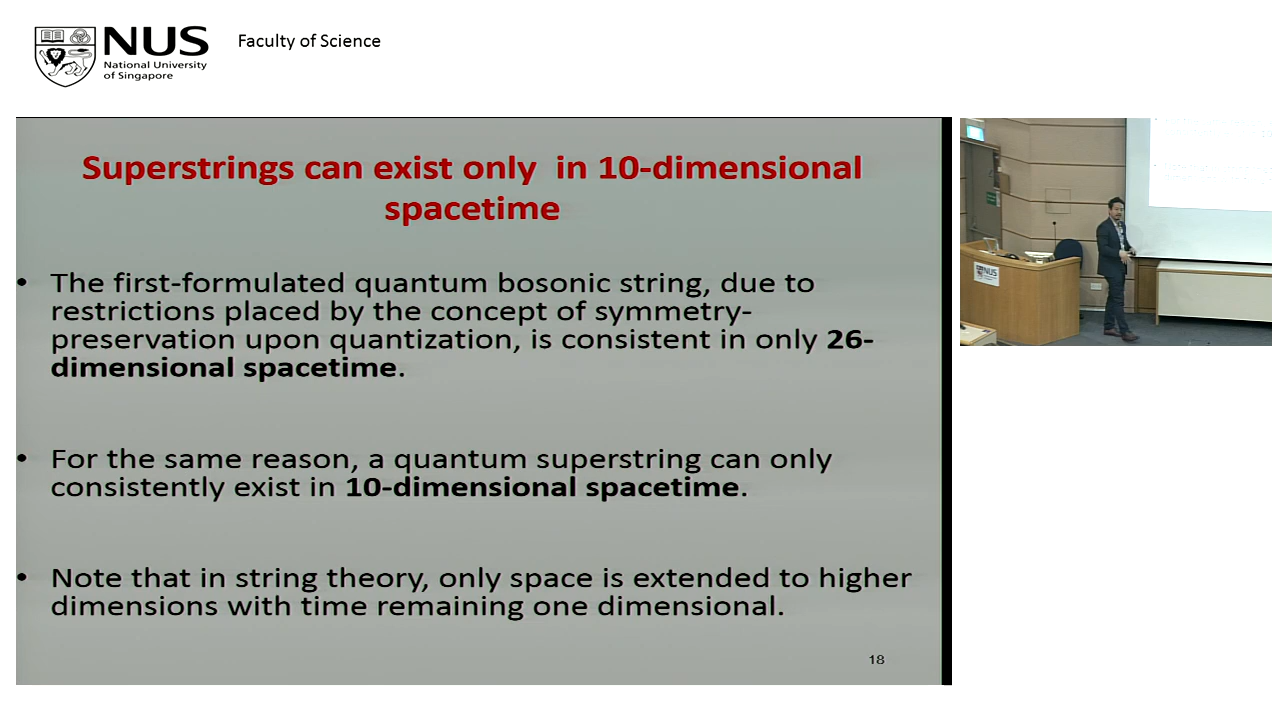 NUS
National University
of Singapore
Faculty of Science
Superstrings can exist only in 10-dimensional
spacetime
• The first-formulated quantum bosonic string, due to
restrictions placed by the concept of symmetry-
preservation upon quantization, is consistent in only 26-
dimensional spacetime.
• For the same reason, a quantum superstring can only
consistently exist in 10-dimensional spacetime.
• Note that in string theory, only space is extended to higher
dimensions with time remaining one dimensional.
18
NUS